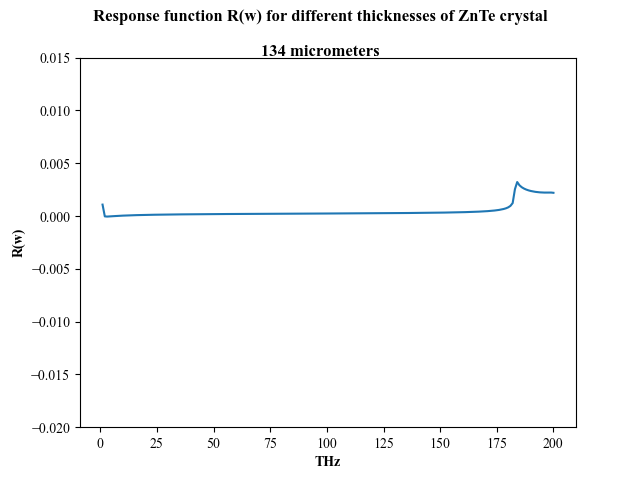 Response function R(w) for different thicknesses of ZnTe crystal
134 micrometers
0.015
0.010
0.005
0.000
−0.005
−0.010
−0.015
−0.020
R(w)
0 25 50 75 100 125 150 175 200
THz